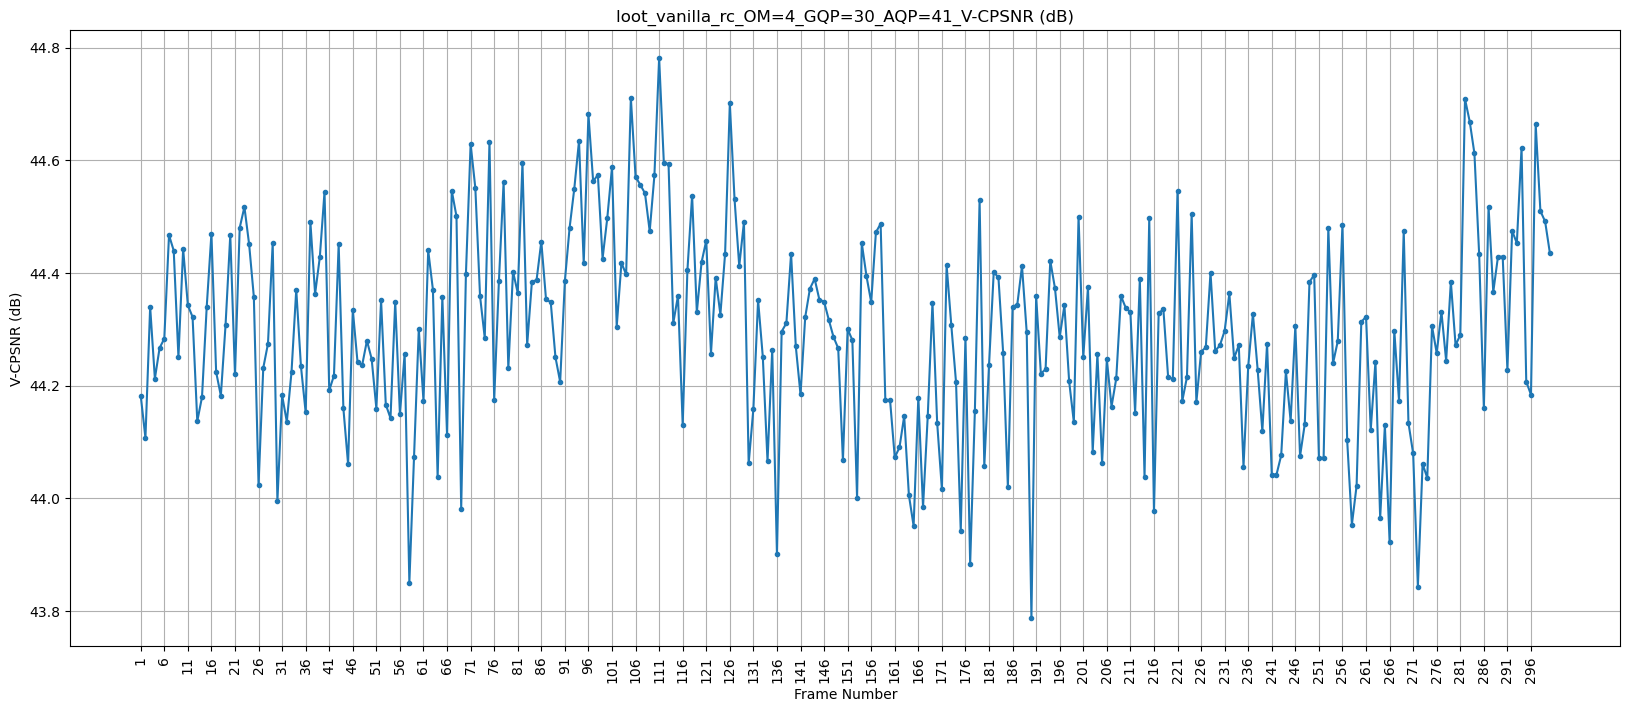 loot_vanilla_rc_OM=4_GQP=30_AQP=41_V-CPSNR (dB)
V-CPSNR (dB)
44.8
44.6
44.4
44.2
44.0
43.8
1 6 11 16 21 26 31 36 41 46 51 56 61 66 71 76 81 86 91 96 101 106 111 116 121 126 131 136 141 146 151 156 161 166 171 176 181 186 191 196 201 206 211 216 221 226 231 236 241 246 251 256 261 266 271 276 281 286 291 296
Frame Number